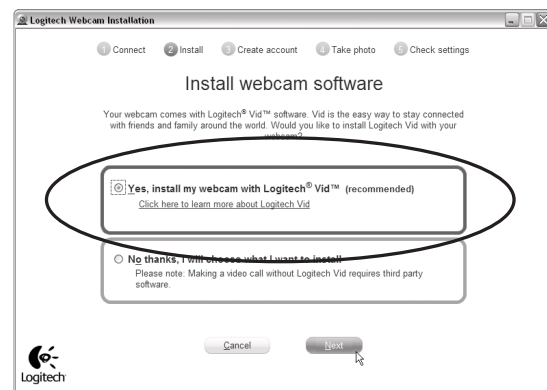 Logitech Webcam Installation
1 Connect 2 Install 3 Create account 4 Take photo 5 Check settings
Install webcam software
Your webcam comes with Logitech® Vid™ software. Vid is the easy way to stay connected
with friends and family around the world. Would you like to install Logitech Vid with your
webcam?
Yes, install my webcam with Logitech® Vid™ (recommended)
Click here to learn more about Logitech Vid
No thanks, I will choose what I want to install
Please note: Making a video call without Logitech Vid requires third party
software.
Cancel Next
Logitech